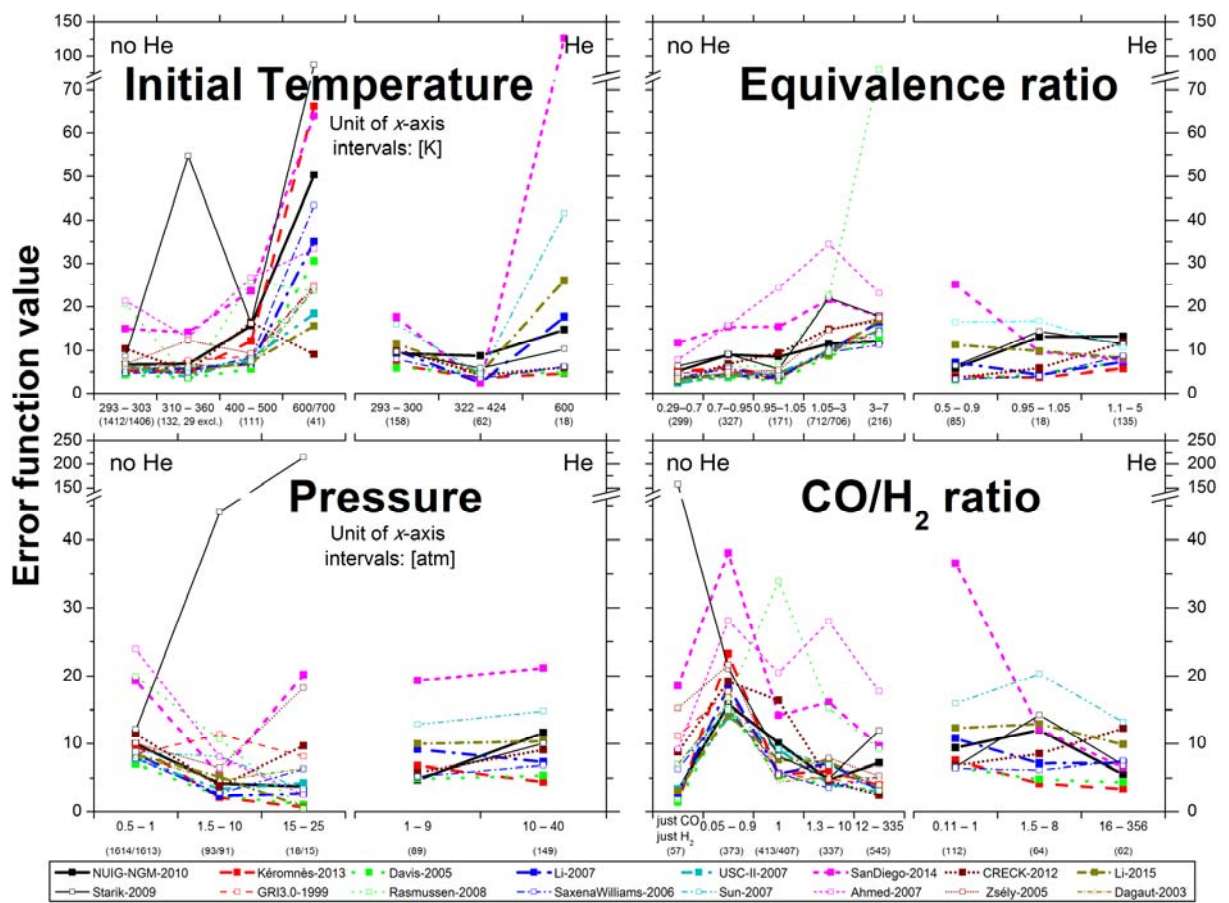 Error function value
no He
He
Initial Temperature
Unit of x-axis
intervals: [K]
150
100
70
60
50
40
30
20
10
0
293 – 303
310 – 360
400 – 500
600/700
293 – 300
322 – 424
600
(1412/1406)
(132, 29 excl.)
(111)
(41)
(158)
(62)
(18)
no He
He
Equivalence ratio
150
100
70
60
50
40
30
20
10
0
0.29–0.7
0.7–0.95
0.95–1.05
1.05–3
3–7
0.5 – 0.9
0.95 – 1.05
1.1 – 5
(299)
(327)
(171)
(712/706)
(216)
(85)
(18)
(135)
no He
He
Pressure
Unit of x-axis
intervals: [atm]
250
200
150
40
30
20
10
0
0.5 – 1
1.5 – 10
15 – 25
1 – 9
10 – 40
(1614/1613)
(93/91)
(18/15)
(89)
(149)
no He
He
CO/H2 ratio
250
200
150
40
30
20
10
0
just CO
just H2
0.05 – 0.9
1
1.3 – 10
12 – 335
0.11 – 1
1.5 – 8
16 – 356
(57)
(373)
(413/407)
(337)
(545)
(112)
(64)
(62)
NUIG-NGM-2010 Kéromnès-2013 Davis-2005 Li-2007 USC-II-2007 SanDiego-2014 CRECK-2012 Li-2015
Starik-2009 GRI3.0-1999 Rasmussen-2008 SaxenaWilliams-2006 Sun-2007 Ahmed-2007 Zsély-2005 Dagaut-2003